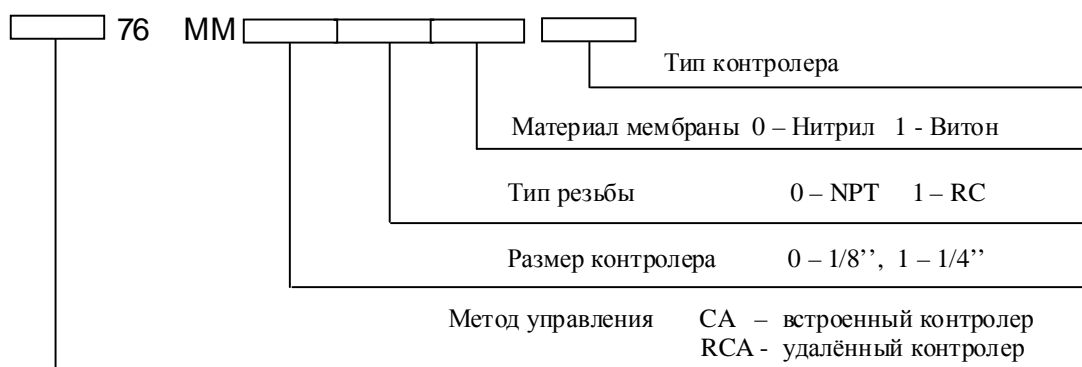 76 MM
Тип контролера
Материал мембраны 0 – Нитрил 1 - Витон
Тип резьбы 0 – NPT 1 – RC
Размер контролера 0 – 1/8’’, 1 – 1/4’’
Метод управления CA – встроенный контролер
RCA - удалённый контролер